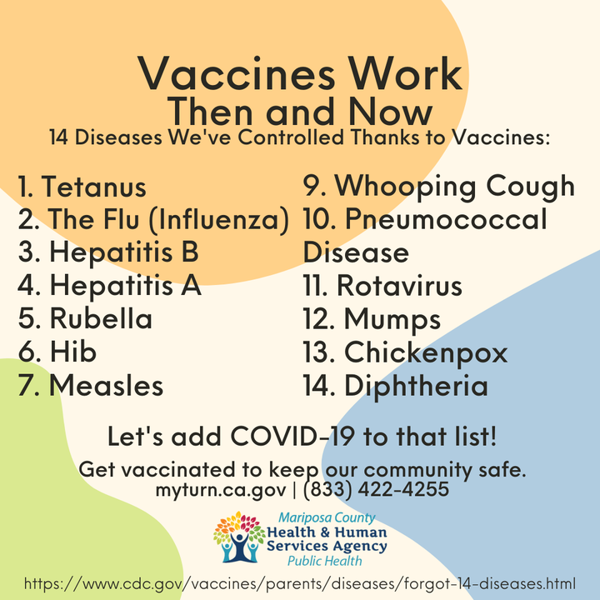 Vaccines Work
Then and Now
14 Diseases We've Controlled Thanks to Vaccines:
1. Tetanus
2. The Flu (Influenza)
3. Hepatitis B
4. Hepatitis A
5. Rubella
6. Hib
7. Measles
9. Whooping Cough
10. Pneumococcal
Disease
11. Rotavirus
12. Mumps
13. Chickenpox
14. Diphtheria
Let's add COVID-19 to that list!
Get vaccinated to keep our community safe.
myturn.ca.gov | (833) 422-4255
Mariposa County
Health & Human
Services Agency
Public Health
https://www.cdc.gov/vaccines/parents/diseases/forgot-14-diseases.html